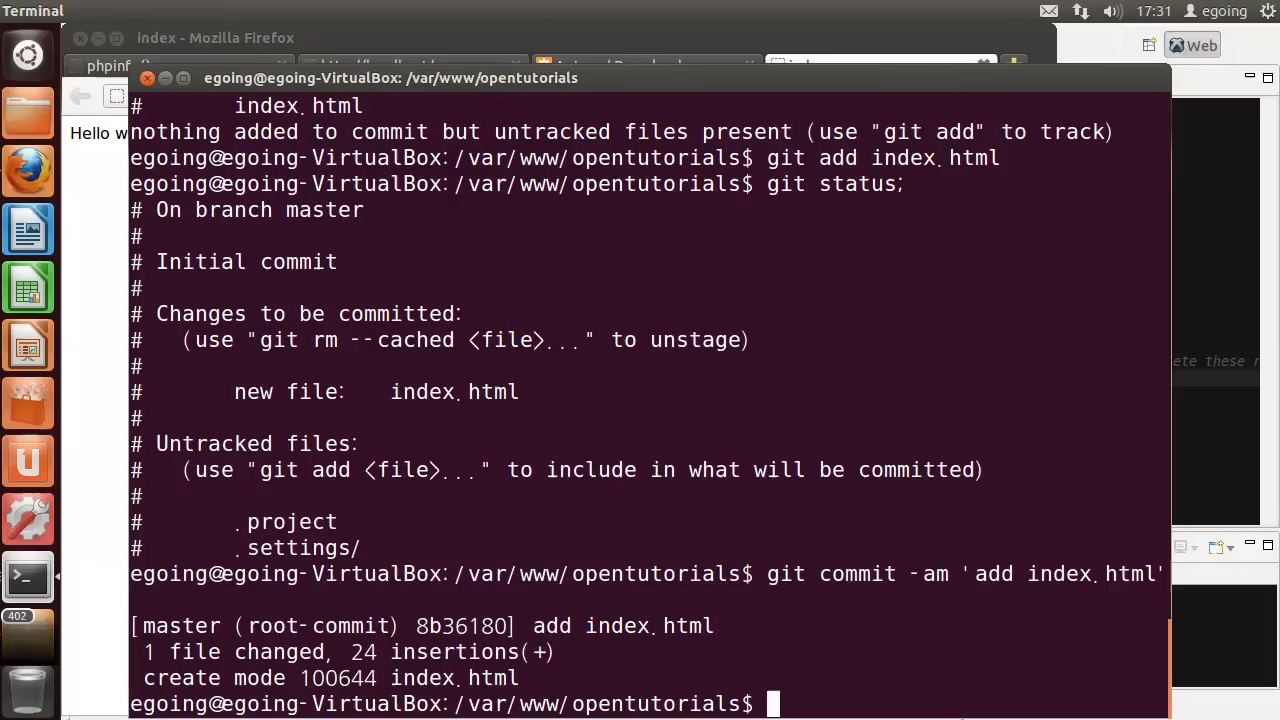 Terminal
17:31
egoing
index - Mozilla Firefox
Web
phpinf
egoing@egoing-VirtualBox: /var/www/opentutorials
Hello w
# index.html
nothing added to commit but untracked files present (use "git add" to track)
egoing@egoing-VirtualBox:/var/www/opentutorials$ git add index.html
egoing@egoing-VirtualBox:/var/www/opentutorials$ git status;
# On branch master
#
# Initial commit
#
# Changes to be committed:
#   (use "git rm --cached <file>..." to unstage)
#
#       new file:   index.html
#
# Untracked files:
#   (use "git add <file>..." to include in what will be committed)
#
#       .project
#       .settings/
egoing@egoing-VirtualBox:/var/www/opentutorials$ git commit -am 'add index.html'
[master (root-commit) 8b36180] add index.html
1 file changed, 24 insertions(+)
create mode 100644 index.html
egoing@egoing-VirtualBox:/var/www/opentutorials$
ete these r
402